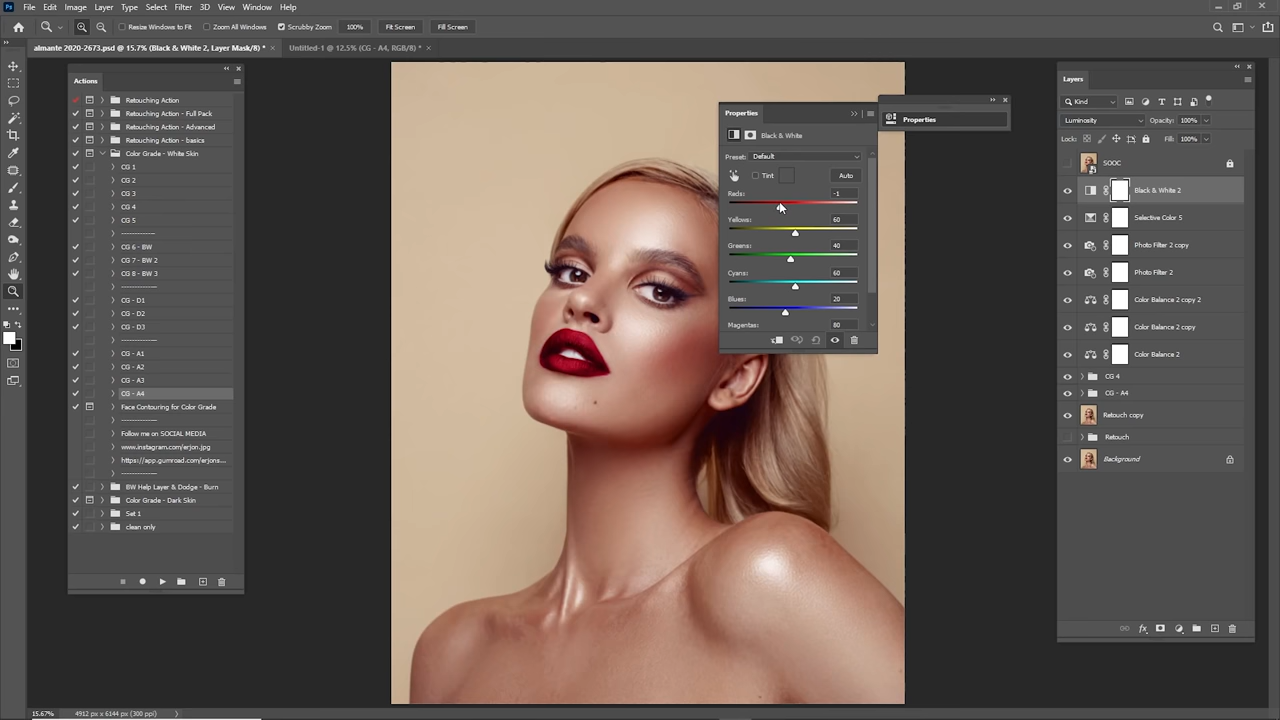 File Edit Image Layer Type Select Filter 3D View Window Help
Resize Windows to Fit Zoom All Windows Scrubby Zoom 100% Fit Screen Fill Screen
almante 2020-2673.psd @ 15.7% (Black & White 2, Layer Mask/8) * ×
Untitled-1 @ 12.5% (CG - A4, RGB/8) * ×
Actions
Retouching Action
Retouching Action - Full Pack
Retouching Action - Advanced
Retouching Action - basics
Color Grade - White Skin
CG 1
CG 2
CG 3
CG 4
CG 5
--------------
CG 6 - BW
CG 7 - BW 2
CG 8 - BW 3
--------------
CG - D1
CG - D2
CG - D3
--------------
CG - A1
CG - A2
CG - A3
CG - A4
Face Contouring for Color Grade
--------------
Follow me on SOCIAL MEDIA
www.instagram.com/erjon.jpg
https://app.gumroad.com/erjons...
--------------
BW Help Layer & Dodge - Burn
Color Grade - Dark Skin
Set 1
clean only
Properties
Black & White
Preset: Default
Tint Auto
Reds: -1
Yellows: 60
Greens: 40
Cyans: 60
Blues: 20
Magentas: 80
Properties
Layers
Kind
Luminosity Opacity: 100%
Lock: Fill: 100%
SOOC
Black & White 2
Selective Color 5
Photo Filter 2 copy
Photo Filter 2
Color Balance 2 copy 2
Color Balance 2 copy
Color Balance 2
CG 4
CG - A4
Retouch copy
Retouch
Background
15.67% 4912 px x 6144 px (300 ppi)